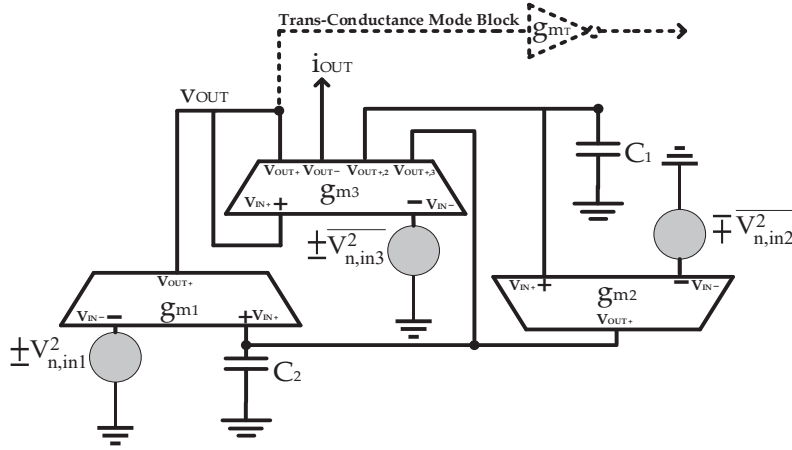 Trans-Conductance Mode Block
gmT
iOUT
vOUT
VOUT+ VOUT− VOUT+,2 VOUT+,3
C1
gm3
VIN+ + − VIN−
±V²n,in3
∓V²n,in2
VOUT+
VIN+ + gm2 − VIN−
VIN− − gm1 + VIN+
VOUT+
±V²n,in1
C2